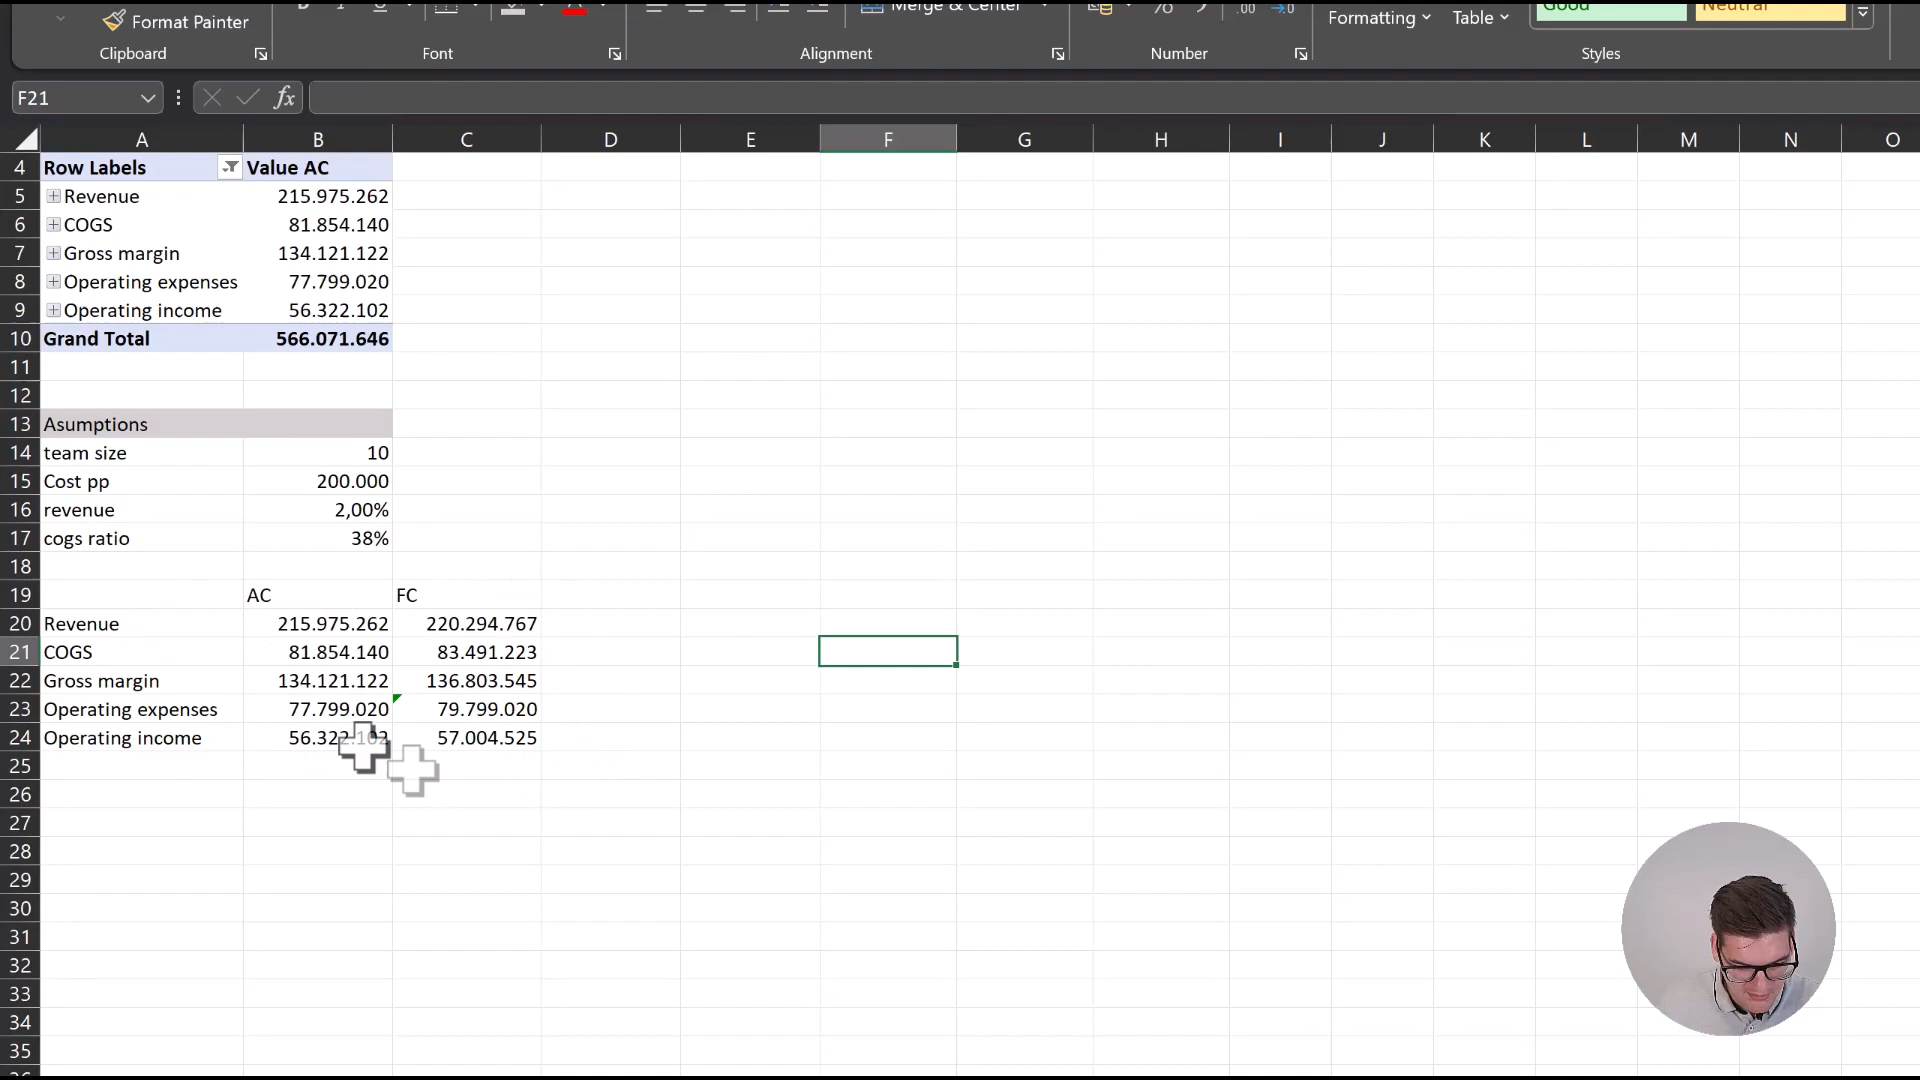 Format Painter
Merge & Center
Formatting
Table
Good
Neutral
Clipboard
Font
Alignment
Number
Styles
F21
fx
A B C D E F G H I J K L M N O
4 Row Labels Value AC
5 Revenue 215.975.262
6 COGS 81.854.140
7 Gross margin 134.121.122
8 Operating expenses 77.799.020
9 Operating income 56.322.102
10 Grand Total 566.071.646
11
12
13 Asumptions
14 team size 10
15 Cost pp 200.000
16 revenue 2,00%
17 cogs ratio 38%
18
19 AC FC
20 Revenue 215.975.262 220.294.767
21 COGS 81.854.140 83.491.223
22 Gross margin 134.121.122 136.803.545
23 Operating expenses 77.799.020 79.799.020
24 Operating income 56.322.102 57.004.525
25
26
27
28
29
30
31
32
33
34
35